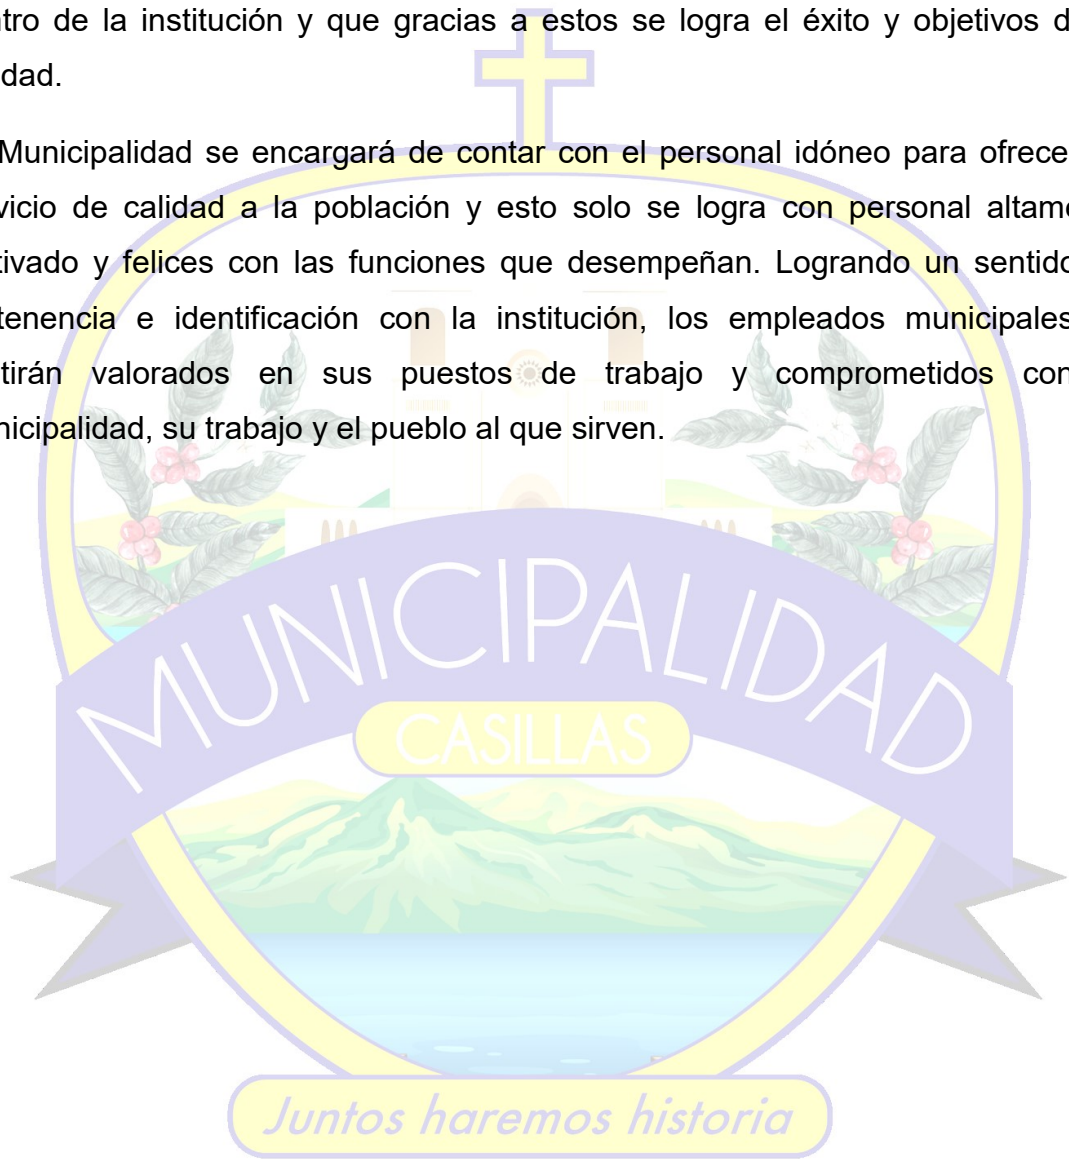 ntro de la institución y que gracias a estos se logra el éxito y objetivos d
dad.
Municipalidad se encargará de contar con el personal idóneo para ofrece
vicio de calidad a la población y esto solo se logra con personal altam
tivado y felices con las funciones que desempeñan. Logrando un sentido
tenencia e identificación con la institución, los empleados municipales
tirán valorados en sus puestos de trabajo y comprometidos con
nicipalidad, su trabajo y el pueblo al que sirven.
MUNICIPALIDAD
CASILLAS
Juntos haremos historia